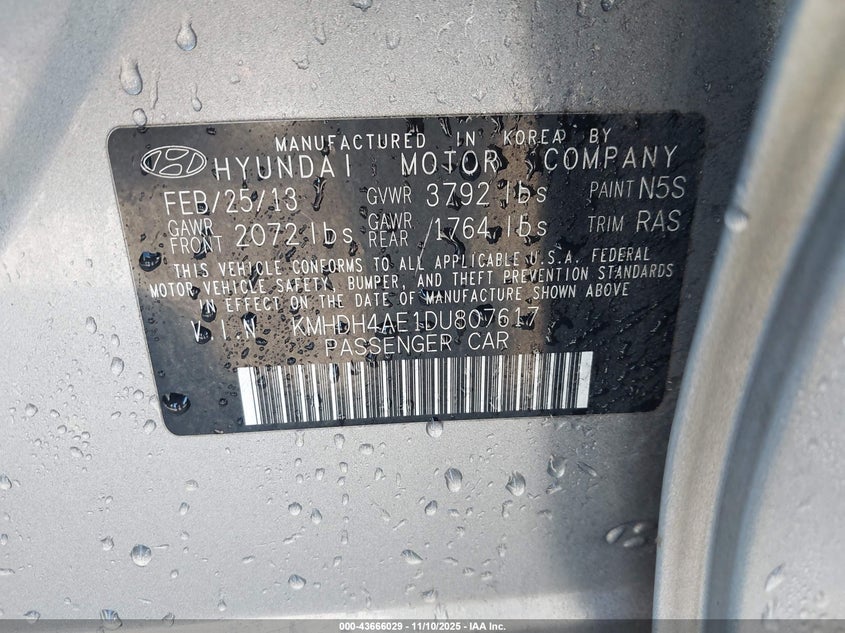 MANUFACTURED IN KOREA BY
HYUNDAI MOTOR COMPANY
FEB/25/13 GVWR 3792 lbs PAINT N5S
GAWR FRONT 2072 lbs GAWR REAR /1764 lbs TRIM RAS
THIS VEHICLE CONFORMS TO ALL APPLICABLE U.S.A. FEDERAL
MOTOR VEHICLE SAFETY, BUMPER, AND THEFT PREVENTION STANDARDS
IN EFFECT ON THE DATE OF MANUFACTURE SHOWN ABOVE
V.I.N KMHDH4AE1DU807617
PASSENGER CAR
000-43666029 - 11/10/2025 - IAA Inc.